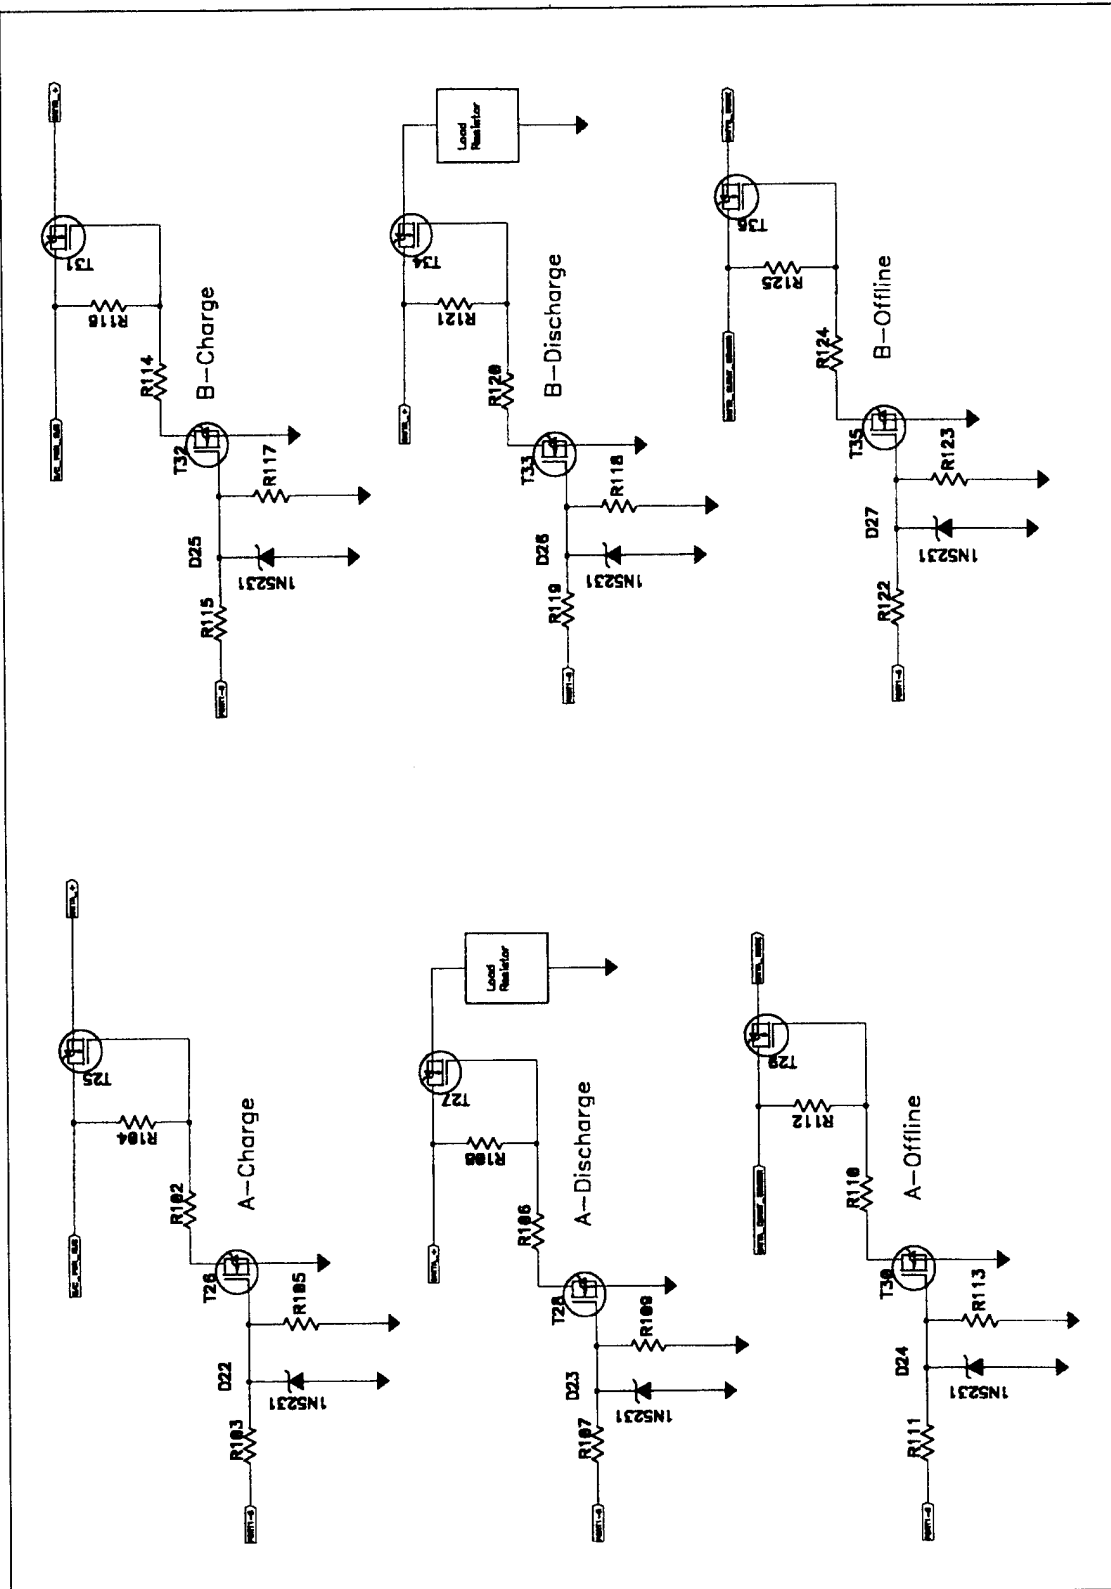 T31
R116
R114
B-Charge
T32
R117
D25
1N5231
R115
Load
Resistor
T34
R121
R120
B-Discharge
T33
R118
D26
1N5231
R119
T36
R125
R124
B-Offline
T35
R123
D27
1N5231
R122
T25
R104
R102
A-Charge
T26
R105
D22
1N5231
R103
Load
Resistor
T27
R108
R106
A-Discharge
T28
R109
D23
1N5231
R107
T29
R112
R110
A-Offline
T30
R113
D24
1N5231
R111